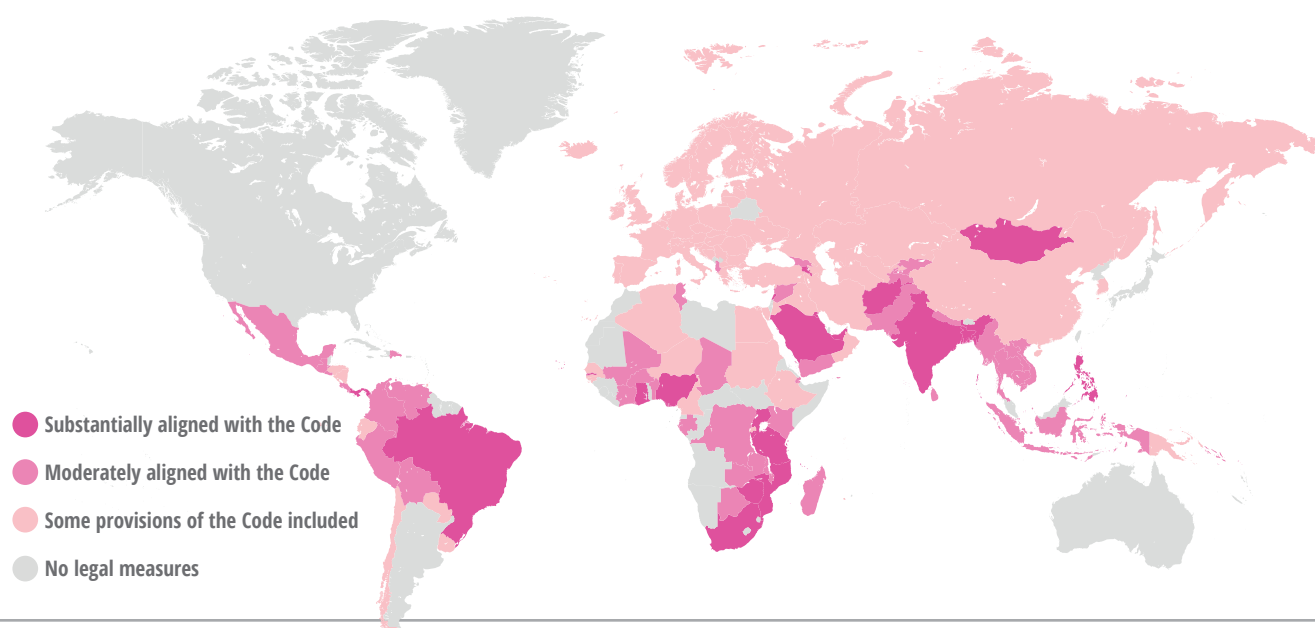 Substantially aligned with the Code
Moderately aligned with the Code
Some provisions of the Code included
No legal measures